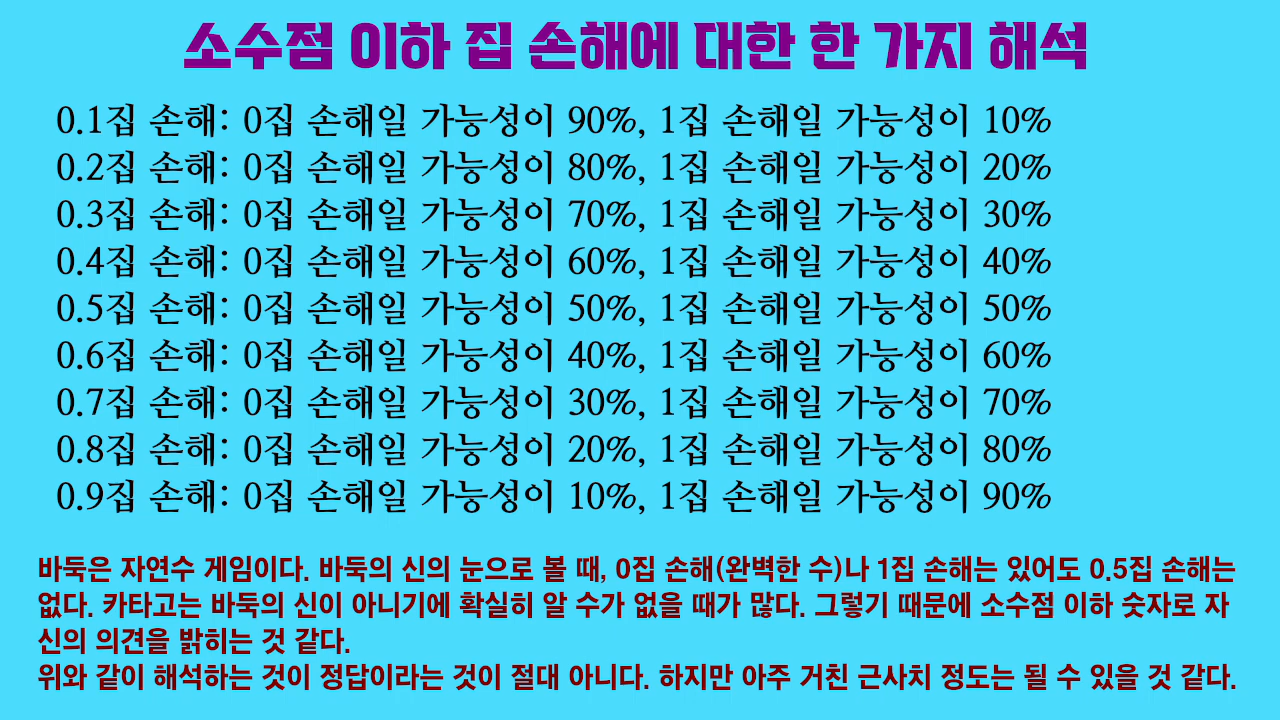 소수점 이하 집 손해에 대한 한 가지 해석
0.1집 손해: 0집 손해일 가능성이 90%, 1집 손해일 가능성이 10%
0.2집 손해: 0집 손해일 가능성이 80%, 1집 손해일 가능성이 20%
0.3집 손해: 0집 손해일 가능성이 70%, 1집 손해일 가능성이 30%
0.4집 손해: 0집 손해일 가능성이 60%, 1집 손해일 가능성이 40%
0.5집 손해: 0집 손해일 가능성이 50%, 1집 손해일 가능성이 50%
0.6집 손해: 0집 손해일 가능성이 40%, 1집 손해일 가능성이 60%
0.7집 손해: 0집 손해일 가능성이 30%, 1집 손해일 가능성이 70%
0.8집 손해: 0집 손해일 가능성이 20%, 1집 손해일 가능성이 80%
0.9집 손해: 0집 손해일 가능성이 10%, 1집 손해일 가능성이 90%
바둑은 자연수 게임이다. 바둑의 신의 눈으로 볼 때, 0집 손해(완벽한 수)나 1집 손해는 있어도 0.5집 손해는
없다. 카타고는 바둑의 신이 아니기에 확실히 알 수가 없을 때가 많다. 그렇기 때문에 소수점 이하 숫자로 자
신의 의견을 밝히는 것 같다.
위와 같이 해석하는 것이 정답이라는 것이 절대 아니다. 하지만 아주 거친 근사치 정도는 될 수 있을 것 같다.